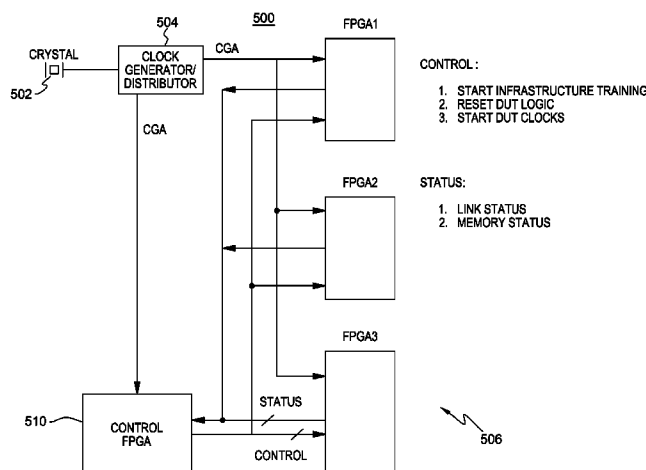 500
504
FPGA1
CRYSTAL
CLOCK
GENERATOR/
DISTRIBUTOR
CGA
502
CGA
CONTROL :
1. START INFRASTRUCTURE TRAINING
2. RESET DUT LOGIC
3. START DUT CLOCKS
FPGA2
STATUS:
1. LINK STATUS
2. MEMORY STATUS
FPGA3
510
CONTROL
FPGA
STATUS
CONTROL
506